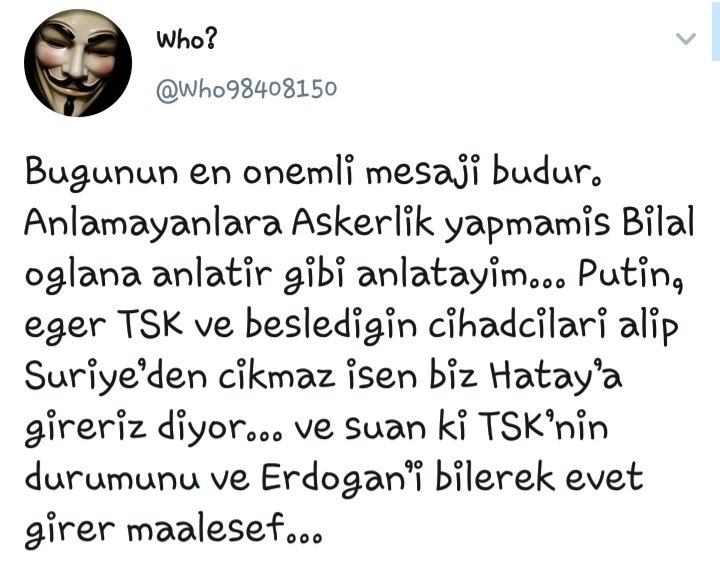 Who?
@Who98408150
Bugunun en onemli mesaji budur.
Anlamayanlara Askerlik yapmamis Bilal
oglana anlatir gibi anlatayim... Putin,
eger TSK ve besledigin cihadcilari alip
Suriye'den cikmaz isen biz Hatay'a
gireriz diyor... ve suan ki TSK'nin
durumunu ve Erdogan'i bilerek evet
girer maalesef...